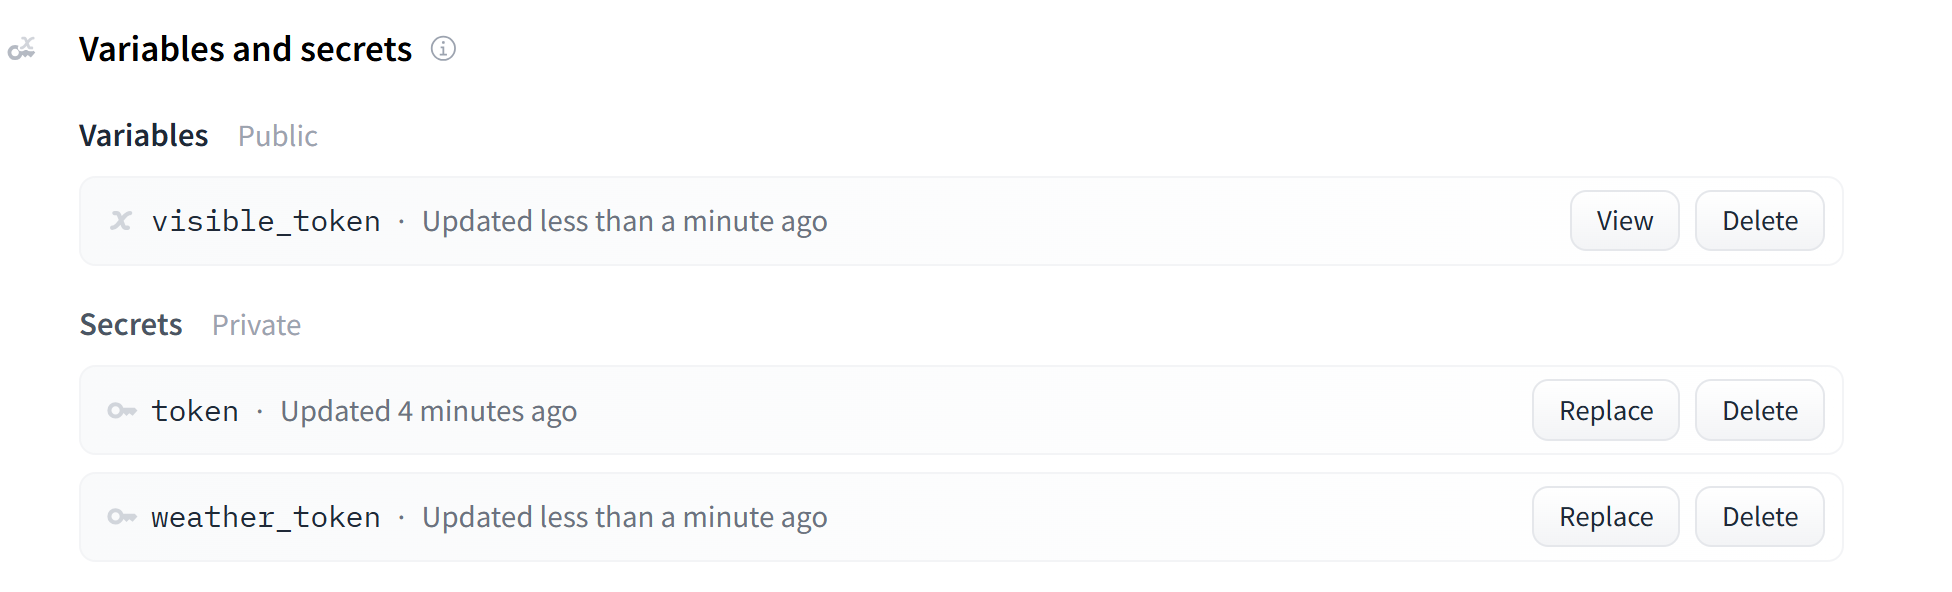 Variables and secrets
Variables Public
visible_token · Updated less than a minute ago View Delete
Secrets Private
token · Updated 4 minutes ago Replace Delete
weather_token · Updated less than a minute ago Replace Delete